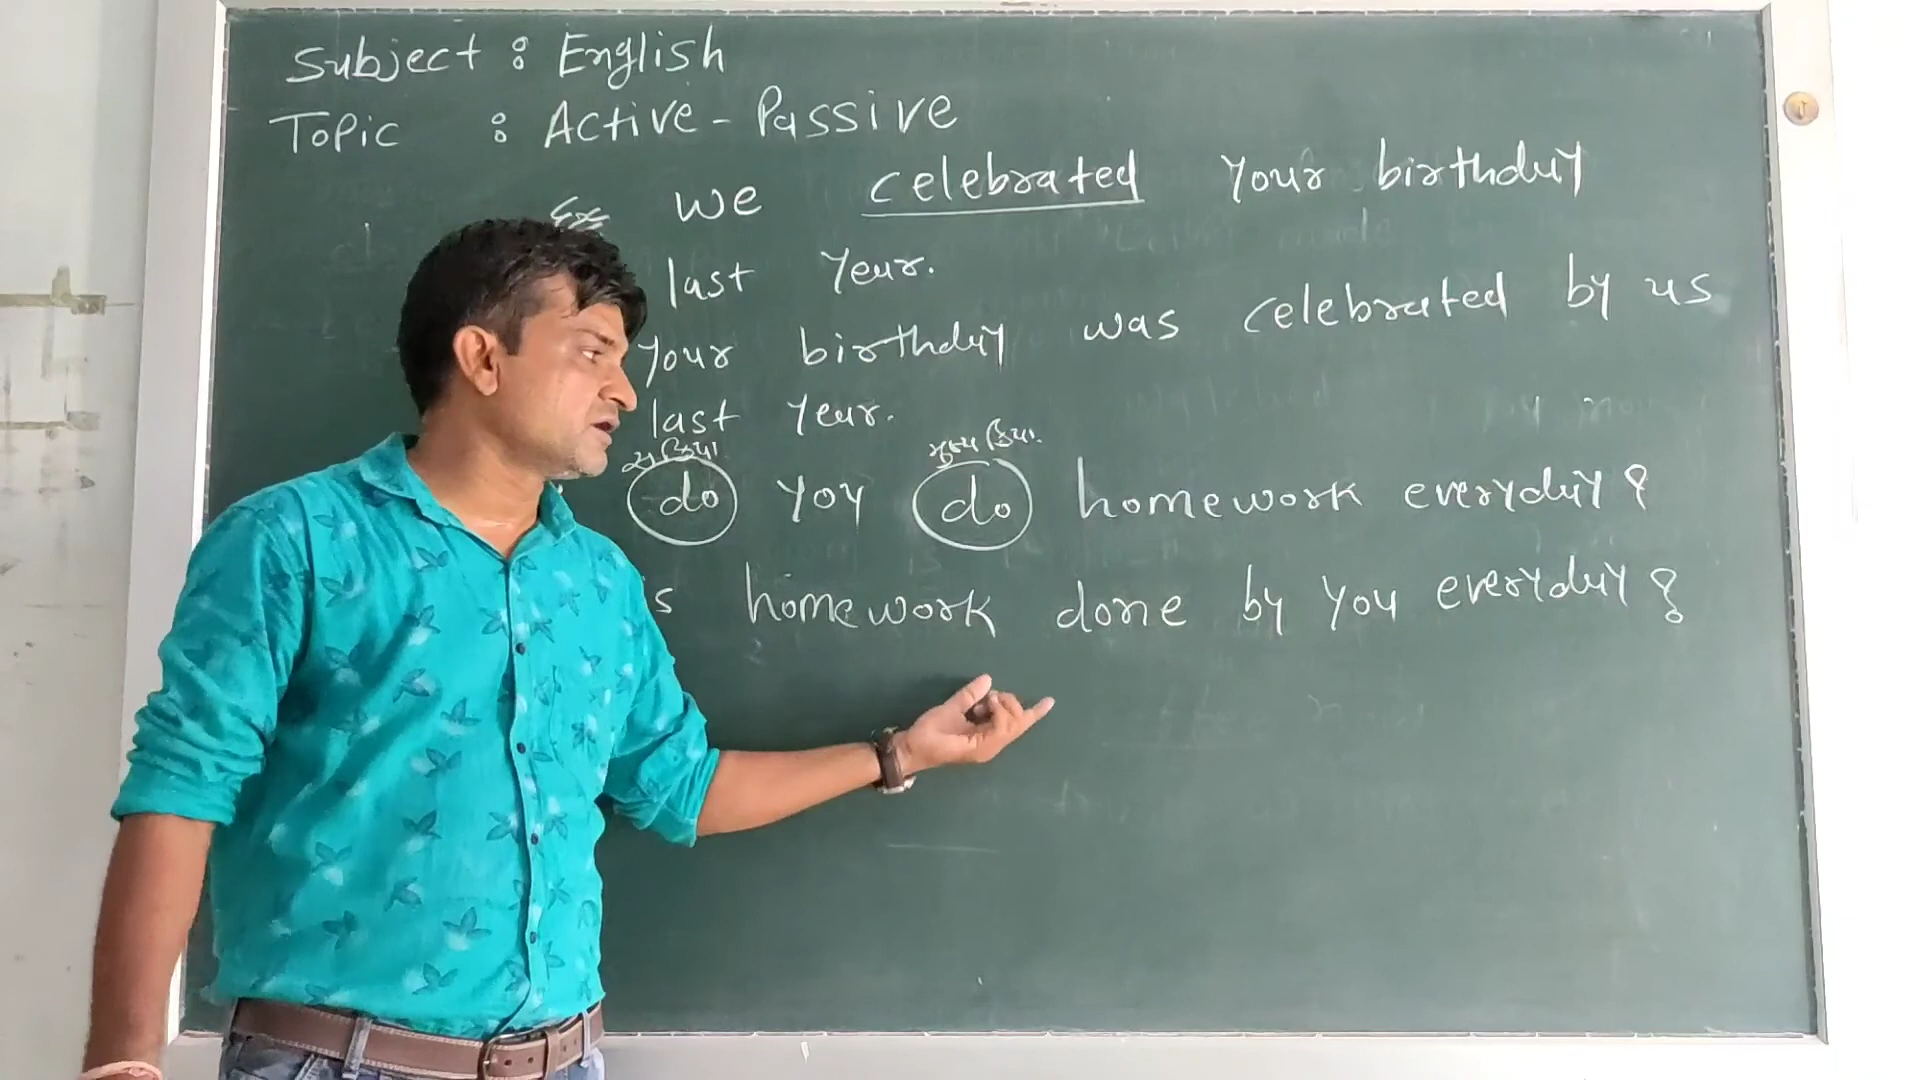 Subject : English
Topic : Active - Passive
Ex we celebrated your birthday
last year.
your birthday was celebrated by us
last year.
do you do homework everyday ?
s homework done by you everyday ?